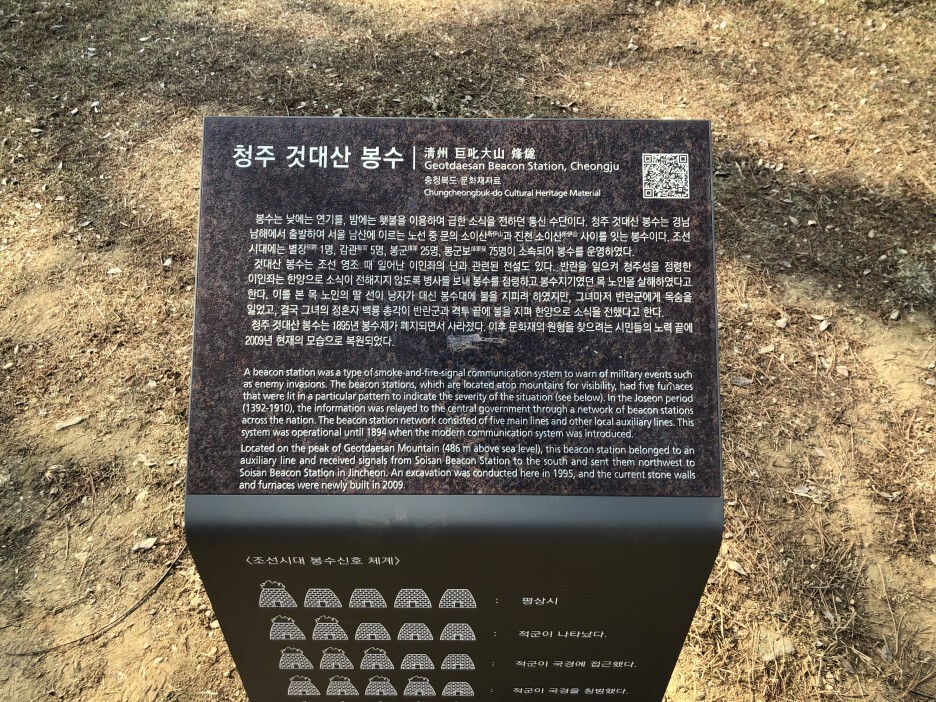 청주 것대산 봉수
清州 巨叱大山 烽燧
Geotdaesan Beacon Station, Cheongju
충청북도 문화재자료
Chungcheongbuk-do Cultural Heritage Material
봉수는 낮에는 연기를, 밤에는 횃불을 이용하여 급한 소식을 전하던 통신 수단이다. 청주 것대산 봉수는 경남
남해에서 출발하여 서울 남산에 이르는 노선 중 문의 소이산과 진천 소이산 사이를 잇는 봉수이다. 조선
시대에는 별장 1명, 감관 5명, 봉군 25명, 봉군보 75명이 소속되어 봉수를 운영하였다.
것대산 봉수는 조선 영조 때 일어난 이인좌의 난과 관련된 전설도 있다. 반란을 일으켜 청주성을 점령한
이인좌는 한양으로 소식이 전해지지 않도록 병사를 보내 봉수를 점령하고 봉수지기였던 목 노인을 살해하였다고
한다. 이를 본 목 노인의 딸 선이 낭자가 대신 봉수대에 불을 지피려 하였지만, 그녀마저 반란군에게 목숨을
잃었고, 결국 그녀의 정혼자 백룡 총각이 반란군과 격투 끝에 불을 지펴 한양으로 소식을 전했다고 한다.
청주 것대산 봉수는 1895년 봉수제가 폐지되면서 사라졌다. 이후 문화재의 원형을 찾으려는 시민들의 노력 끝에
2009년 현재의 모습으로 복원되었다.
A beacon station was a type of smoke-and-fire-signal communication system to warn of military events such
as enemy invasions. The beacon stations, which are located atop mountains for visibility, had five furnaces
that were lit in a particular pattern to indicate the severity of the situation (see below). In the Joseon period
(1392-1910), the information was relayed to the central government through a network of beacon stations
across the nation. The beacon station network consisted of five main lines and other local auxiliary lines. This
system was operational until 1894 when the modern communication system was introduced.
Located on the peak of Geotdaesan Mountain (486 m above sea level), this beacon station belonged to an
auxiliary line and received signals from Soisan Beacon Station to the south and sent them northwest to
Soisan Beacon Station in Jincheon. An excavation was conducted here in 1995, and the current stone walls
and furnaces were newly built in 2009.
<조선시대 봉수신호 체계>
: 평상시
: 적군이 나타났다.
: 적군이 국경에 접근했다.
: 적군이 국경을 침범했다.